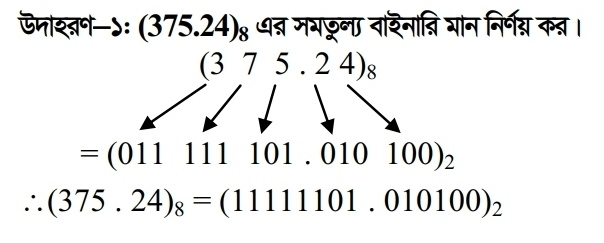 উদাহরণ–১ঃ (375.24)₈ এর সমতুল্য বাইনারি মান নির্ণয় কর।
(3 7 5 . 2 4)₈
= (011 111 101 . 010 100)₂
∴(375 . 24)₈ = (11111101 . 010100)₂